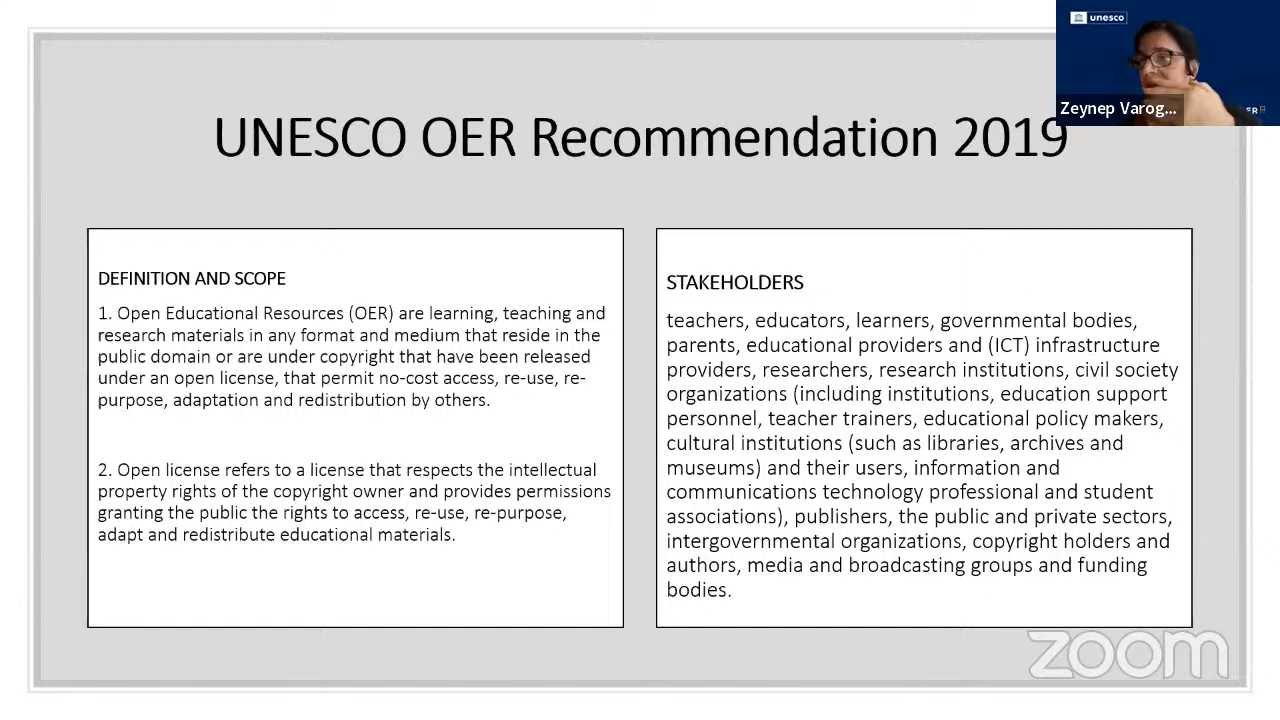 unesco
Zeynep Varog...
UNESCO OER Recommendation 2019
DEFINITION AND SCOPE
1. Open Educational Resources (OER) are learning, teaching and
research materials in any format and medium that reside in the
public domain or are under copyright that have been released
under an open license, that permit no-cost access, re-use, re-
purpose, adaptation and redistribution by others.
2. Open license refers to a license that respects the intellectual
property rights of the copyright owner and provides permissions
granting the public the rights to access, re-use, re-purpose,
adapt and redistribute educational materials.
STAKEHOLDERS
teachers, educators, learners, governmental bodies,
parents, educational providers and (ICT) infrastructure
providers, researchers, research institutions, civil society
organizations (including institutions, education support
personnel, teacher trainers, educational policy makers,
cultural institutions (such as libraries, archives and
museums) and their users, information and
communications technology professional and student
associations), publishers, the public and private sectors,
intergovernmental organizations, copyright holders and
authors, media and broadcasting groups and funding
bodies.
zoom